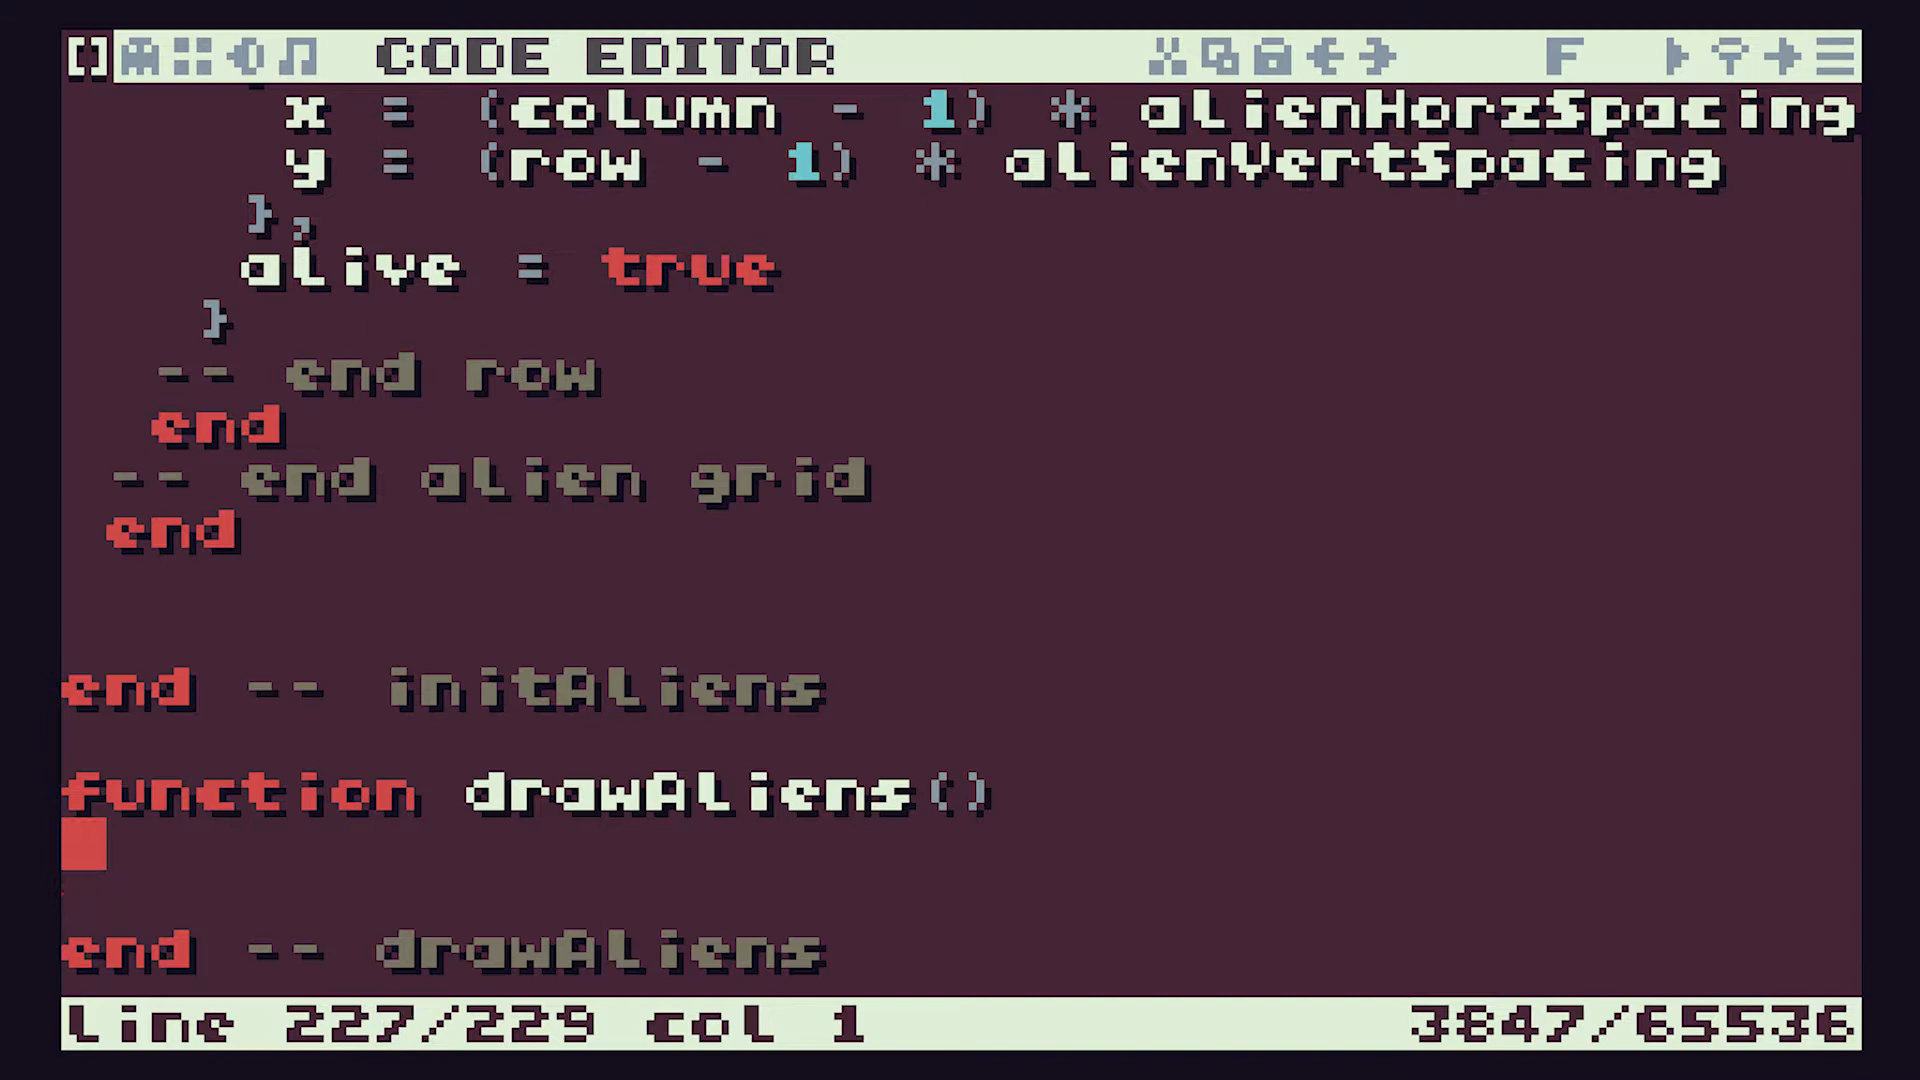 CODE EDITOR F
x = (column - 1) * alienHorzSpacing
y = (row - 1) * alienVertSpacing
},
alive = true
}
-- end row
end
-- end alien grid
end
end -- initAliens
function drawAliens()
end -- drawAliens
line 227/229 col 1 3847/65536